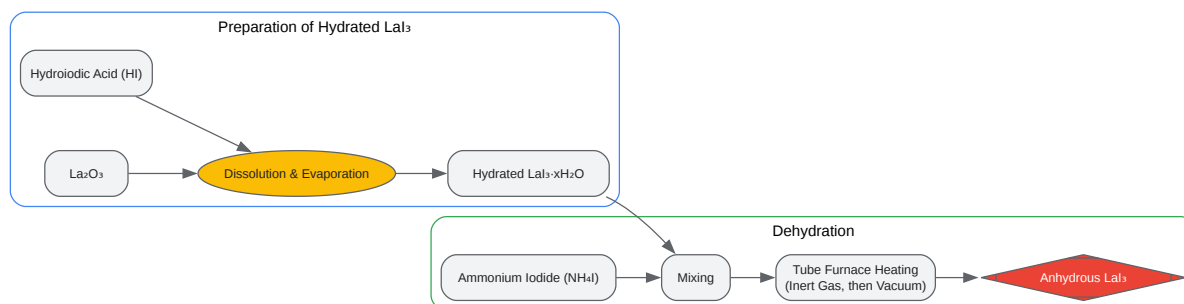 Preparation of Hydrated LaI₃
Hydroiodic Acid (HI)
La₂O₃
Dissolution & Evaporation
Hydrated LaI₃·xH₂O
Dehydration
Ammonium Iodide (NH₄I)
Mixing
Tube Furnace Heating
(Inert Gas, then Vacuum)
Anhydrous LaI₃